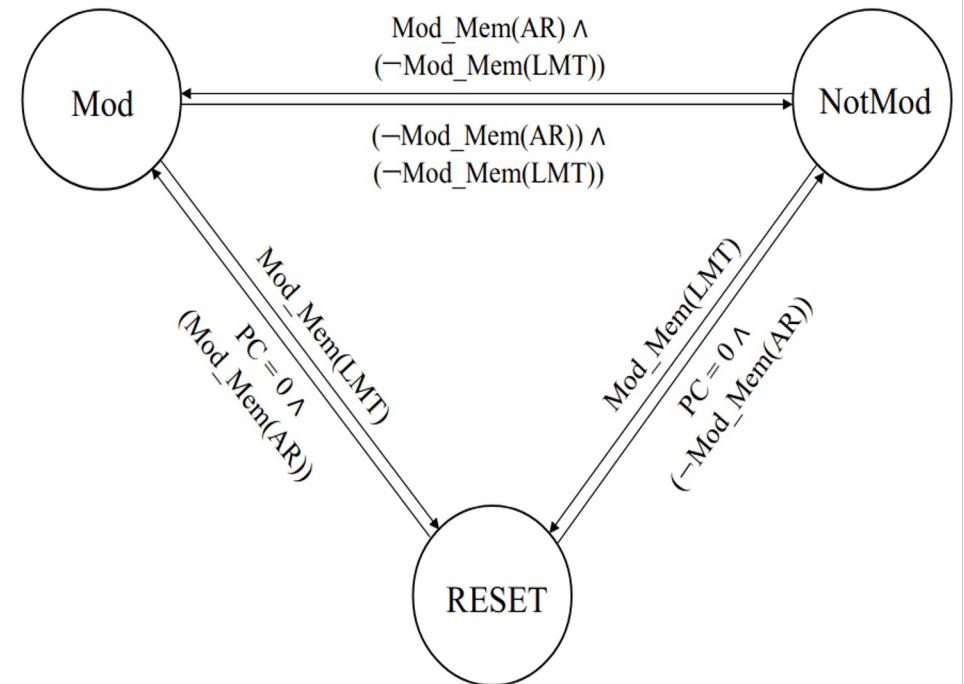 Mod_Mem(AR) ∧
(¬Mod_Mem(LMT))
Mod
NotMod
(¬Mod_Mem(AR)) ∧
(¬Mod_Mem(LMT))
Mod_Mem(LMT)
PC = 0 ∧
(Mod_Mem(AR))
Mod_Mem(LMT)
PC = 0 ∧
(¬Mod_Mem(AR))
RESET